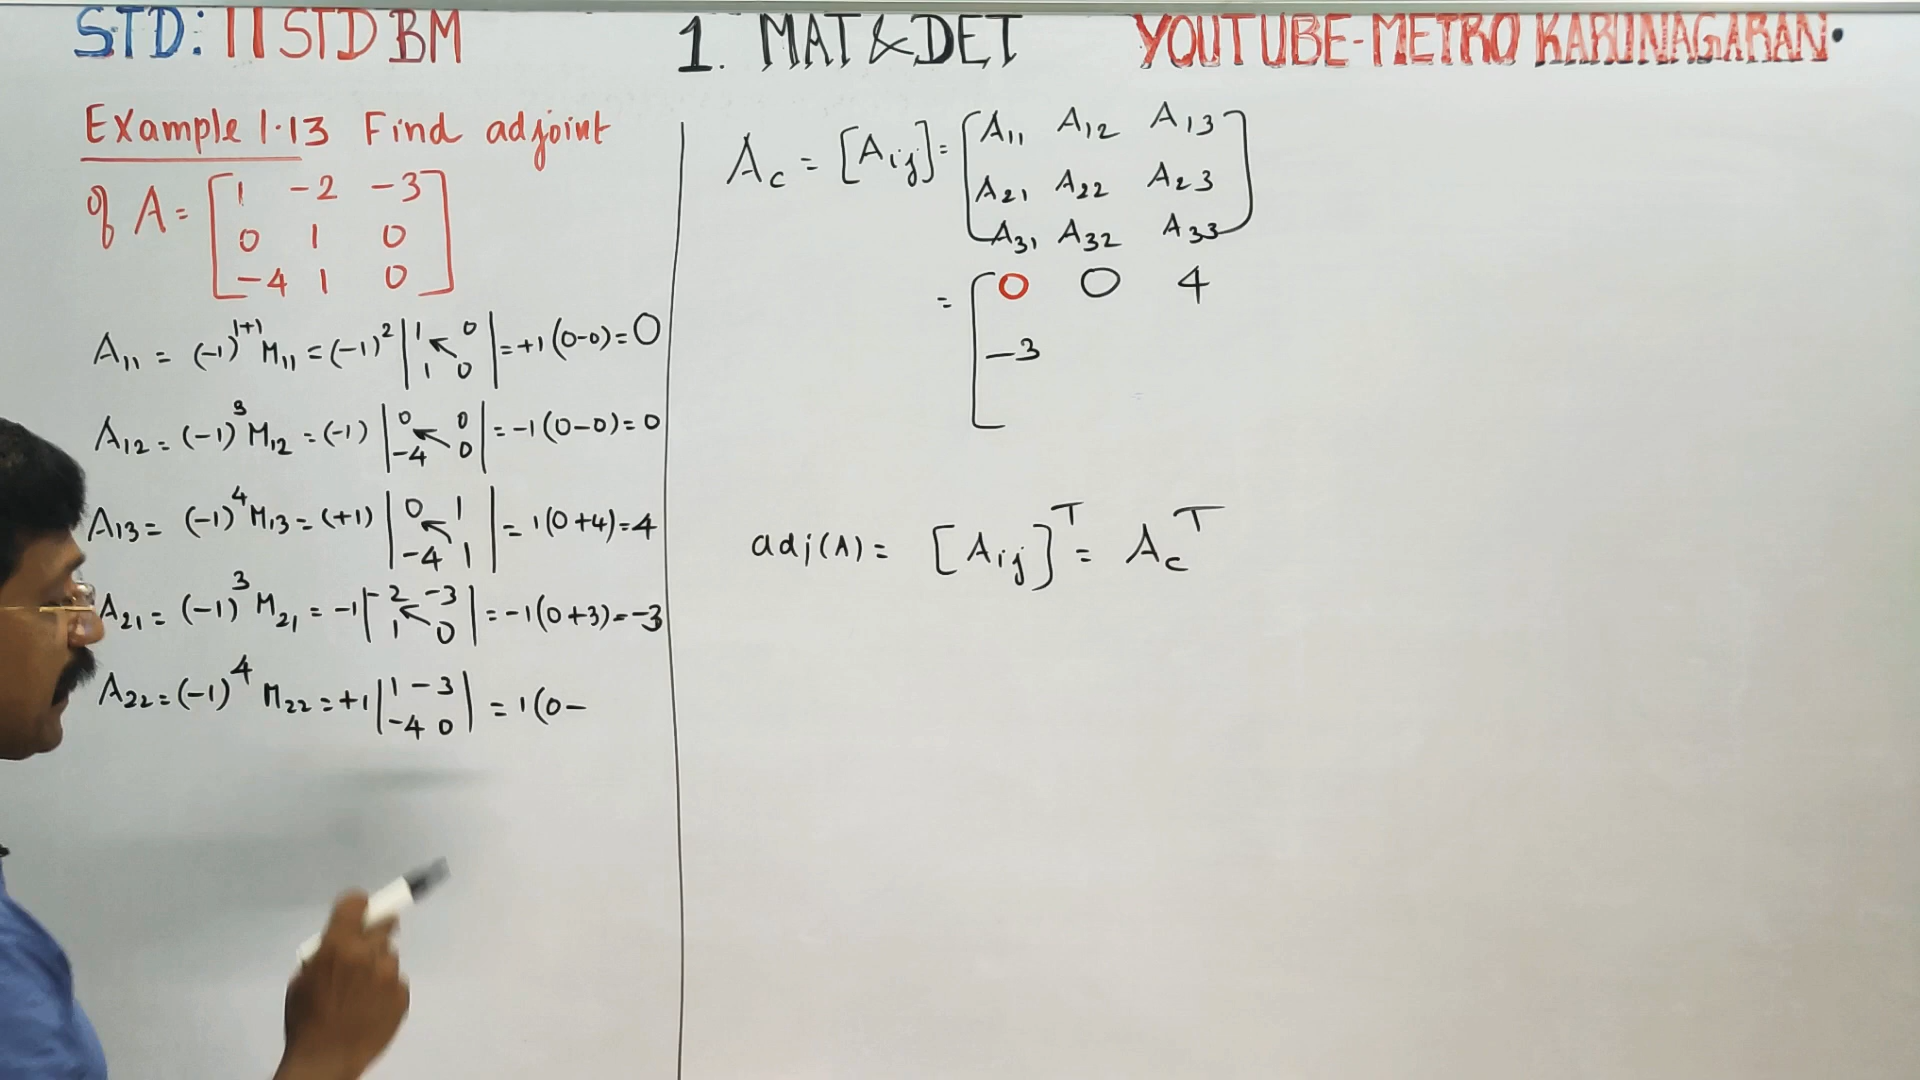 STD: 11 STD BM
1. MAT & DET
YOUTUBE-METRO KARUNAGARAN.
Example 1.13 Find adjoint
of A = [1 -2 -3
0 1 0
-4 1 0]
A11 = (-1)^1+1 M11 = (-1)^2 |1 0
1 0| = +1(0-0) = 0
A12 = (-1)^3 M12 = (-1) |0 0
-4 0| = -1(0-0) = 0
A13 = (-1)^4 M13 = (+1) |0 1
-4 1| = 1(0+4) = 4
A21 = (-1)^3 M21 = -1 |-2 -3
1 0| = -1(0+3) = -3
A22 = (-1)^4 M22 = +1 |1 -3
-4 0| = 1(0-
Ac = [Aij] = [A11 A12 A13
A21 A22 A23
A31 A32 A33]
= [0 0 4
-3
adj(A) = [Aij]^T = Ac^T